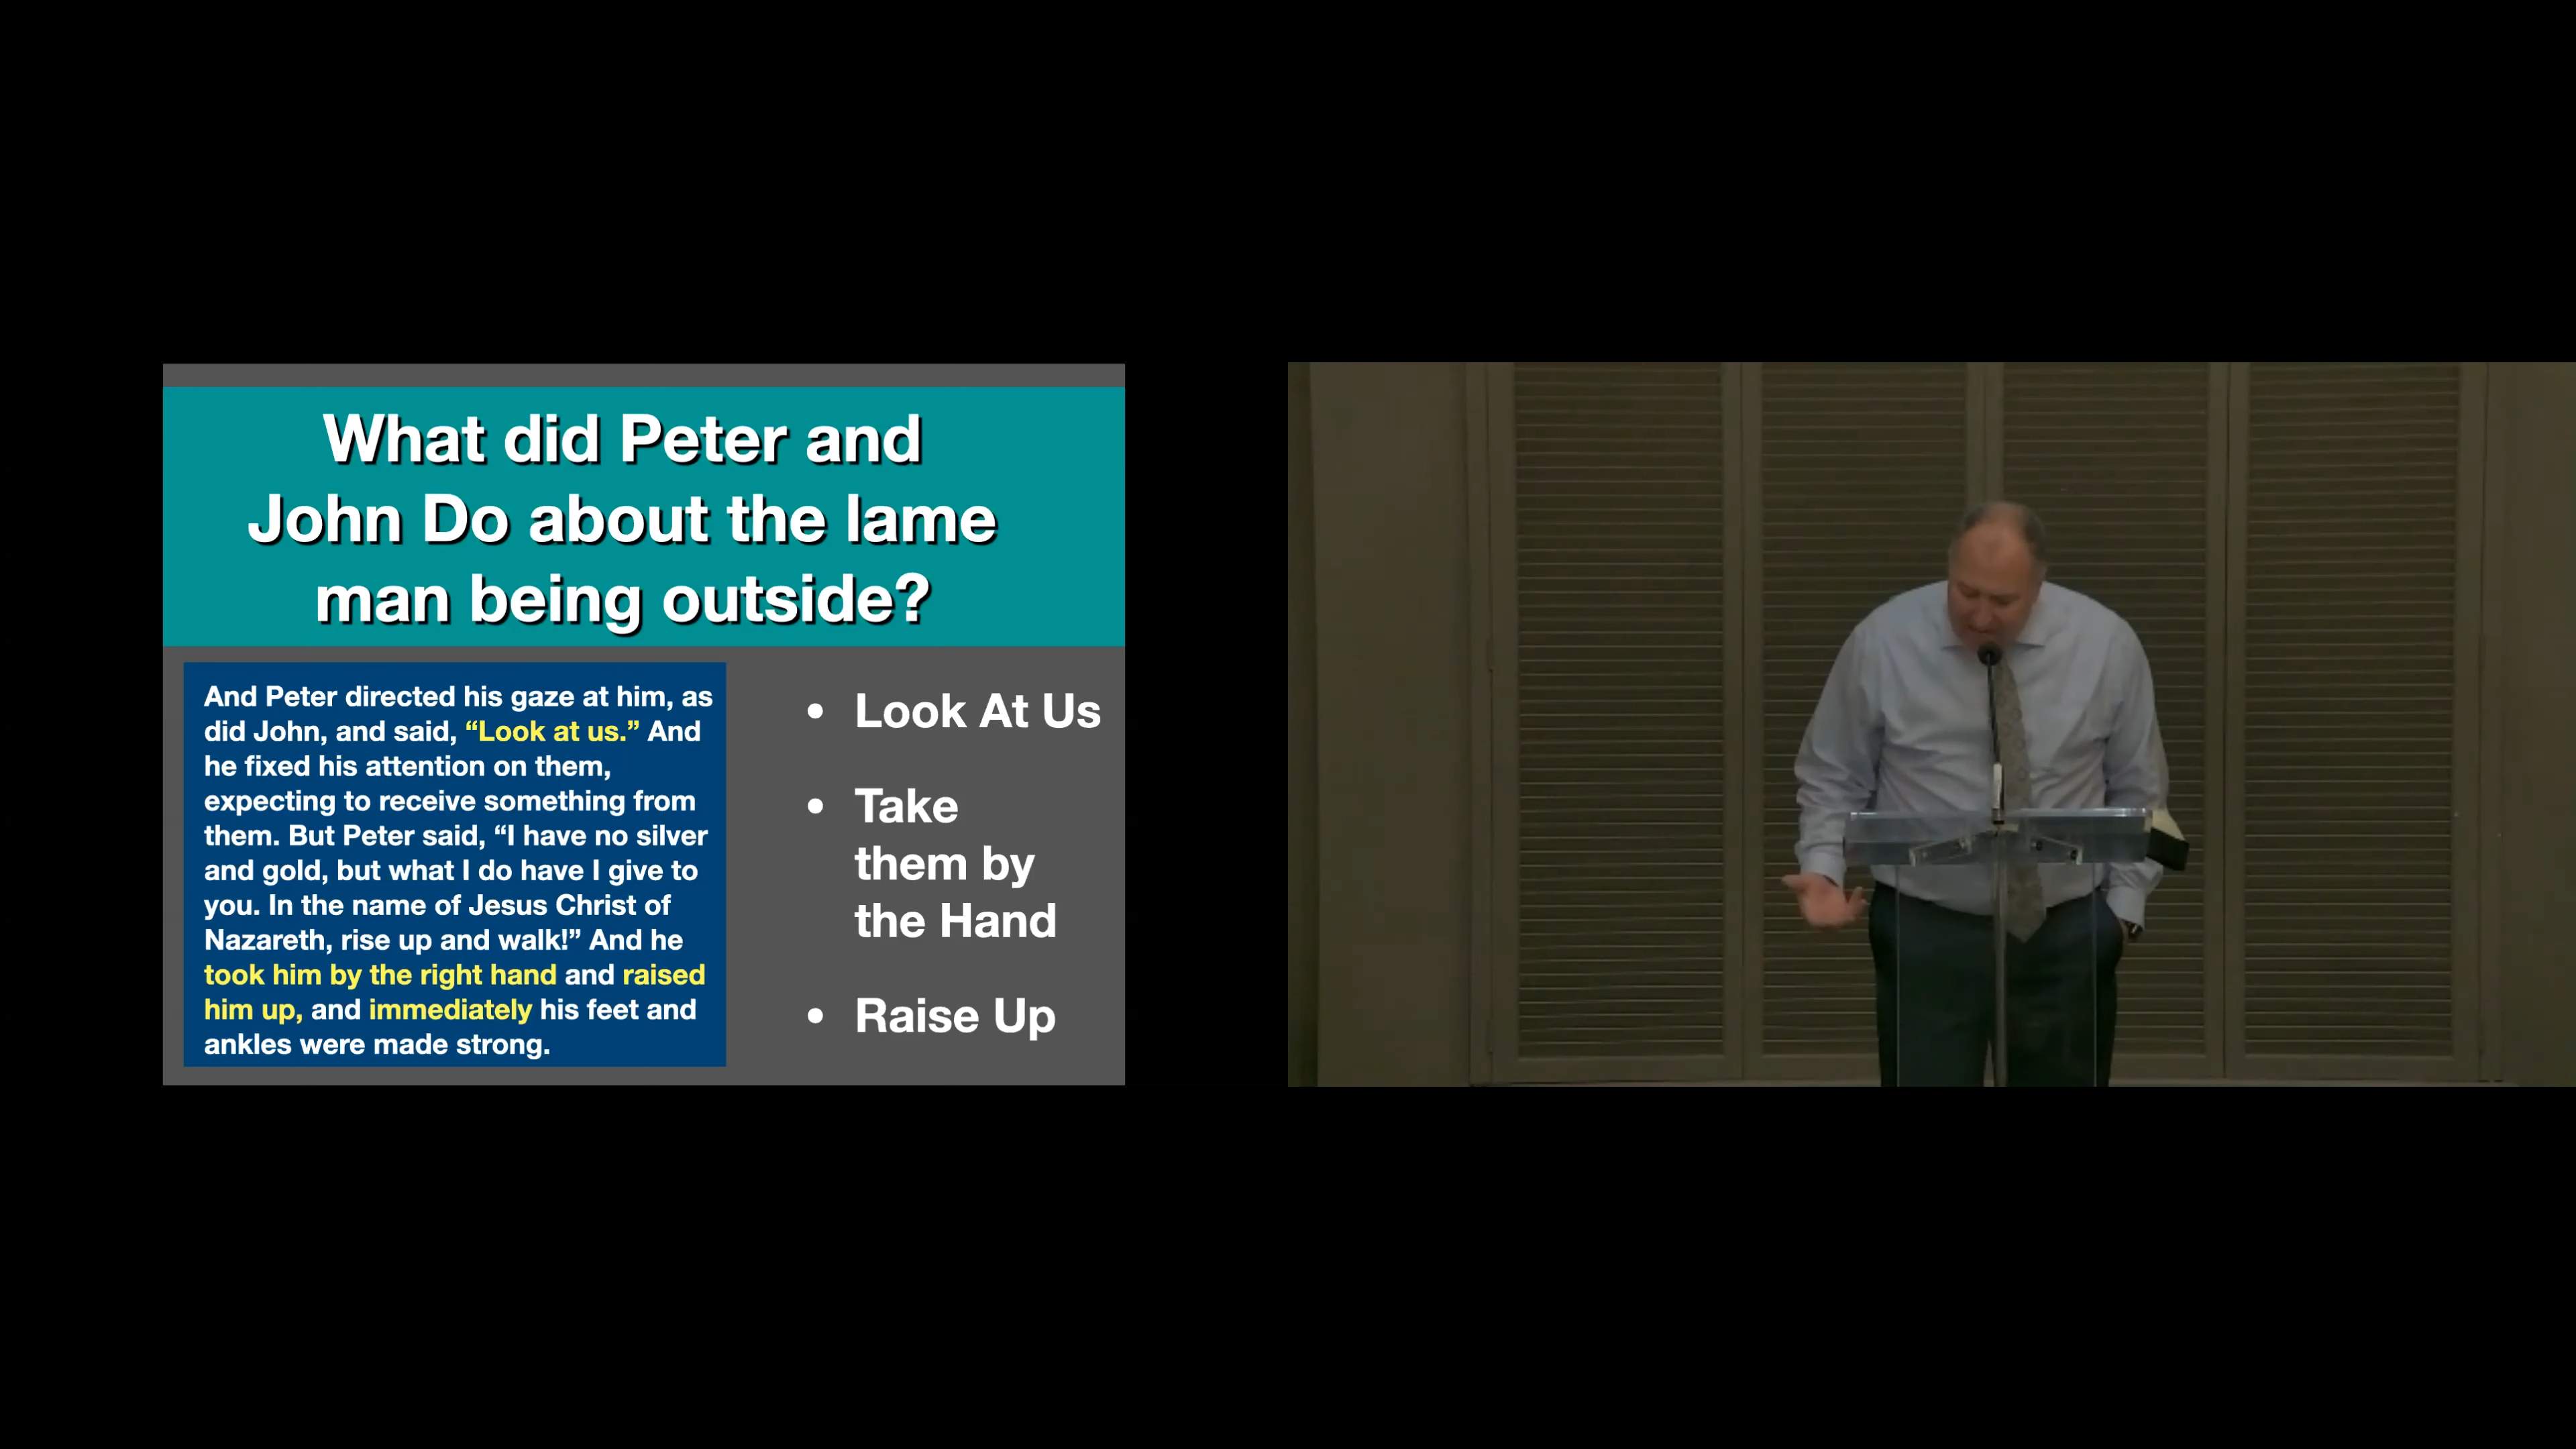 What did Peter and
John Do about the lame
man being outside?
And Peter directed his gaze at him, as
did John, and said, “Look at us.” And
he fixed his attention on them,
expecting to receive something from
them. But Peter said, “I have no silver
and gold, but what I do have I give to
you. In the name of Jesus Christ of
Nazareth, rise up and walk!” And he
took him by the right hand and raised
him up, and immediately his feet and
ankles were made strong.
• Look At Us
• Take
them by
the Hand
• Raise Up